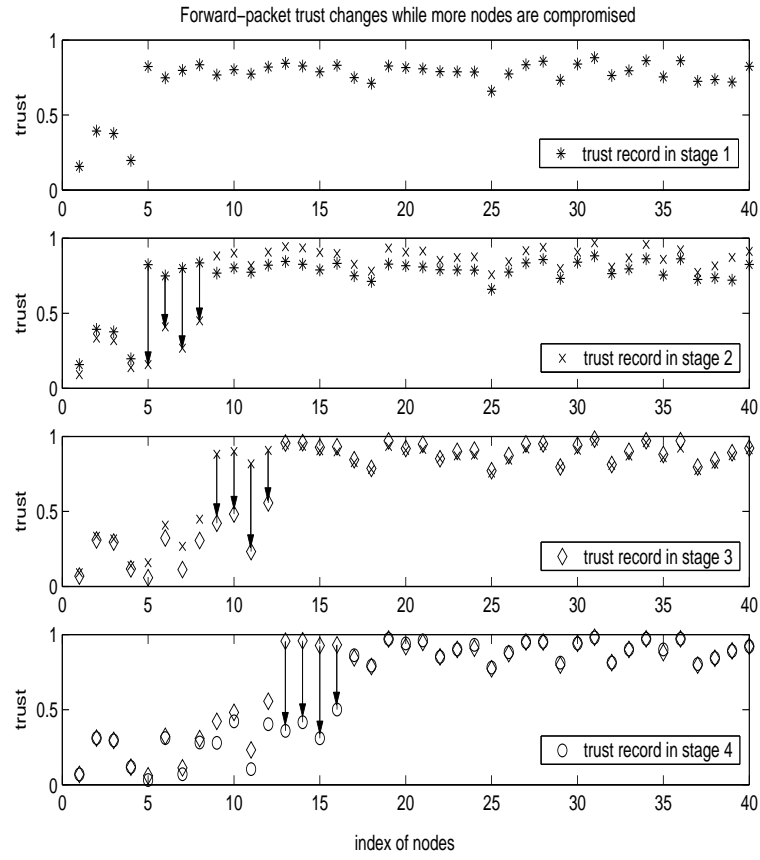 Forward-packet trust changes while more nodes are compromised
1
0.5
0
trust
trust record in stage 1
0 5 10 15 20 25 30 35 40
1
0.5
0
trust
trust record in stage 2
0 5 10 15 20 25 30 35 40
1
0.5
0
trust
trust record in stage 3
0 5 10 15 20 25 30 35 40
1
0.5
0
trust
trust record in stage 4
0 5 10 15 20 25 30 35 40
index of nodes